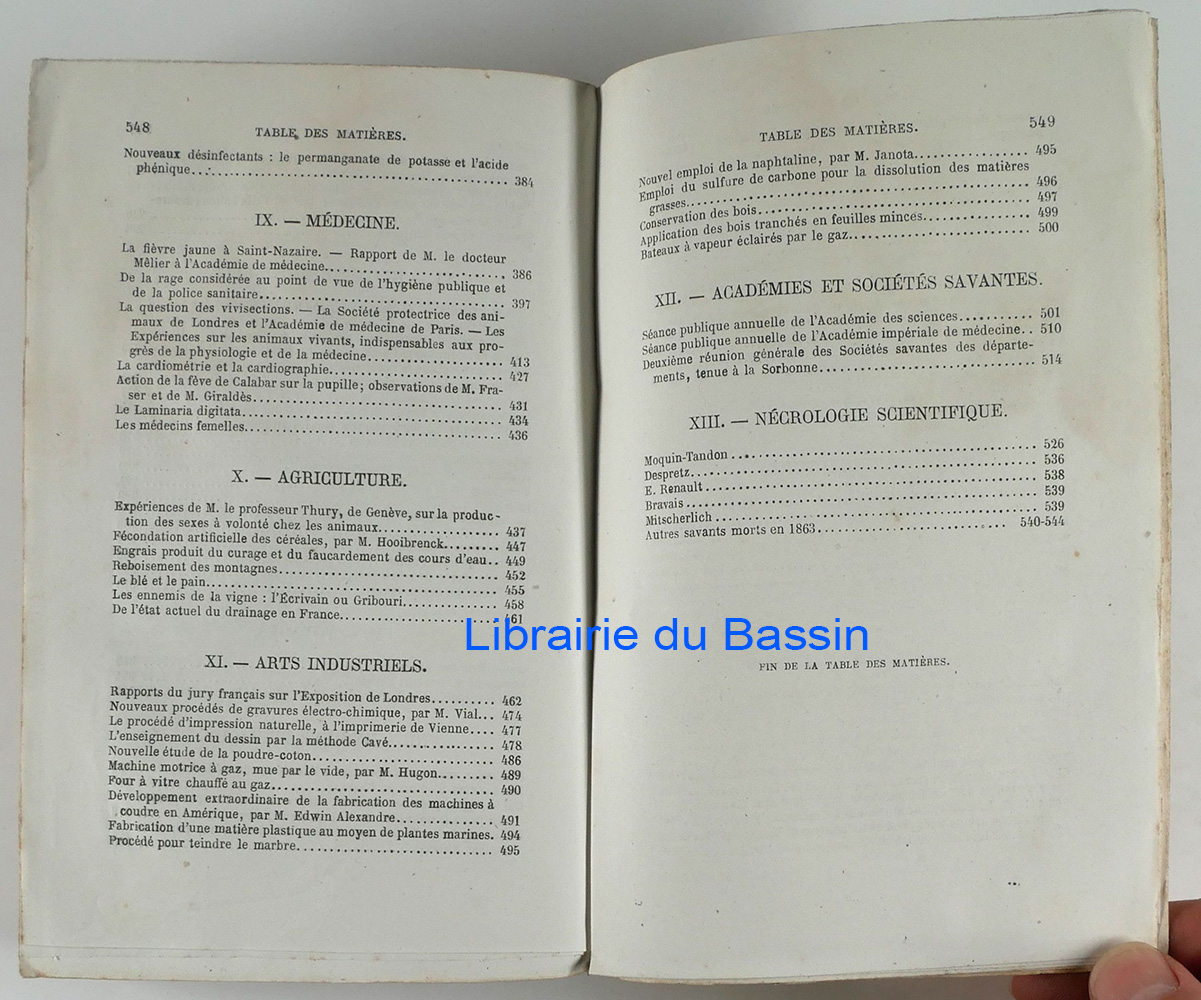 548
TABLE DES MATIÈRES.
Nouveaux désinfectants : le permanganate de potasse et l'acide
phénique........................................ 384
IX. — MÉDECINE.
La fièvre jaune à Saint-Nazaire. — Rapport de M. le docteur
Mêlier à l'Académie de médecine........................ 386
De la rage considérée au point de vue de l'hygiène publique et
de la police sanitaire................................ 397
La question des vivisections. — La Société protectrice des ani-
maux de Londres et l'Académie de médecine de Paris. — Les
Expériences sur les animaux vivants, indispensables aux pro-
grès de la physiologie et de la médecine................. 413
La cardiométrie et la cardiographie........................ 427
Action de la fève de Calabar sur la pupille; observations de M. Fra-
ser et de M. Giraldès................................ 431
Le Laminaria digitata................................ 434
Les médecins femelles................................ 436
X. — AGRICULTURE.
Expériences de M. le professeur Thury, de Genève, sur la produc-
tion des sexes à volonté chez les animaux............... 437
Fécondation artificielle des céréales, par M. Hooibrenck........ 447
Engrais produit du curage et du faucardement des cours d'eau.. 449
Reboisement des montagnes................................ 452
Le blé et le pain........................................ 455
Les ennemis de la vigne : l'Écrivain ou Gribouri............. 458
De l'état actuel du drainage en France..................... 461
XI. — ARTS INDUSTRIELS.
Rapports du jury français sur l'Exposition de Londres.......... 462
Nouveaux procédés de gravures électro-chimique, par M. Vial... 474
Le procédé d'impression naturelle, à l'imprimerie de Vienne.... 477
L'enseignement du dessin par la méthode Cavé................ 478
Nouvelle étude de la poudre-coton........................ 486
Machine motrice à gaz, mue par le vide, par M. Hugon........ 489
Four à vitre chauffé au gaz................................ 490
Développement extraordinaire de la fabrication des machines à
coudre en Amérique, par M. Edwin Alexandre.............. 491
Fabrication d'une matière plastique au moyen de plantes marines. 494
Procédé pour teindre le marbre............................ 495
TABLE DES MATIÈRES.
549
Nouvel emploi de la naphtaline, par M. Janota................ 495
Emploi du sulfure de carbone pour la dissolution des matières
grasses........................................ 496
Conservation des bois................................ 497
Application des bois tranchés en feuilles minces............... 499
Bateaux à vapeur éclairés par le gaz........................ 500
XII. — ACADÉMIES ET SOCIÉTÉS SAVANTES.
Séance publique annuelle de l'Académie des sciences........... 501
Séance publique annuelle de l'Académie impériale de médecine.. 510
Deuxième réunion générale des Sociétés savantes des départe-
ments, tenue à la Sorbonne........................ 514
XIII. — NÉCROLOGIE SCIENTIFIQUE.
Moquin-Tandon........................................ 526
Despretz........................................ 536
E. Renault........................................ 538
Bravais........................................ 539
Mitscherlich........................................ 539
Autres savants morts en 1863........................ 540-544
FIN DE LA TABLE DES MATIÈRES.
Librairie du Bassin